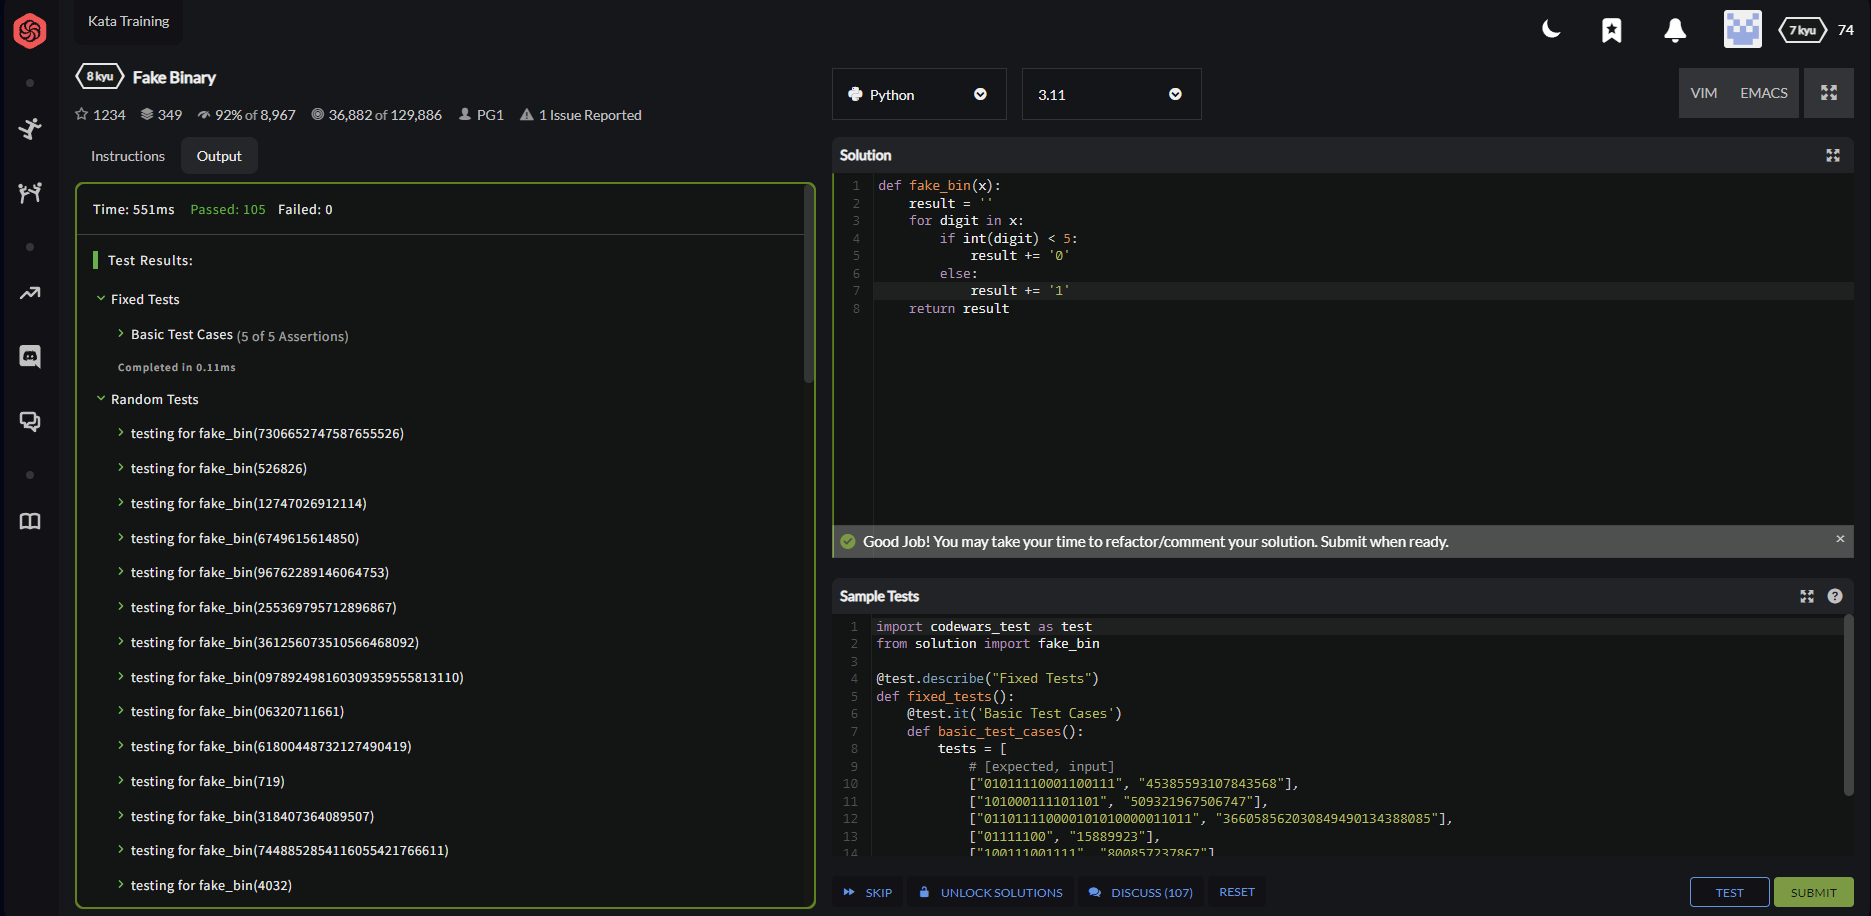 Kata Training
7 kyu 74
8 kyu Fake Binary
1234 349 92% of 8,967 36,882 of 129,886 PG1 1 Issue Reported
Instructions Output
Time: 551ms Passed: 105 Failed: 0
Test Results:
Fixed Tests
Basic Test Cases (5 of 5 Assertions)
Completed in 0.11ms
Random Tests
testing for fake_bin(7306652747587655526)
testing for fake_bin(526826)
testing for fake_bin(12747026912114)
testing for fake_bin(6749615614850)
testing for fake_bin(96762289146064753)
testing for fake_bin(255369795712896867)
testing for fake_bin(361256073510566468092)
testing for fake_bin(097892498160309359555813110)
testing for fake_bin(06320711661)
testing for fake_bin(61800448732127490419)
testing for fake_bin(719)
testing for fake_bin(318407364089507)
testing for fake_bin(7448852854116055421766611)
testing for fake_bin(4032)
Python 3.11 VIM EMACS
Solution
1 def fake_bin(x):
2 result = ''
3 for digit in x:
4 if int(digit) < 5:
5 result += '0'
6 else:
7 result += '1'
8 return result
Good Job! You may take your time to refactor/comment your solution. Submit when ready. ×
Sample Tests ?
1 import codewars_test as test
2 from solution import fake_bin
3
4 @test.describe("Fixed Tests")
5 def fixed_tests():
6 @test.it('Basic Test Cases')
7 def basic_test_cases():
8 tests = [
9 # [expected, input]
10 ["01011110001100111", "45385593107843568"],
11 ["101000111101101", "509321967506747"],
12 ["011011110000101010000011011", "366058562030849490134388085"],
13 ["01111100", "15889923"],
14 ["100111001111", "800857237867"]
SKIP UNLOCK SOLUTIONS DISCUSS (107) RESET TEST SUBMIT